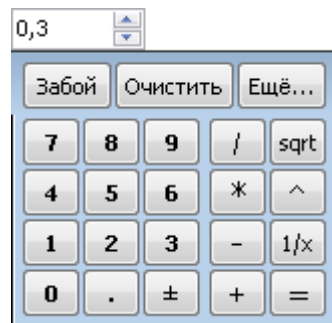 0,3
Забой Очистить Ещё...
7 8 9 / sqrt
4 5 6 * ^
1 2 3 - 1/x
0 . ± + =